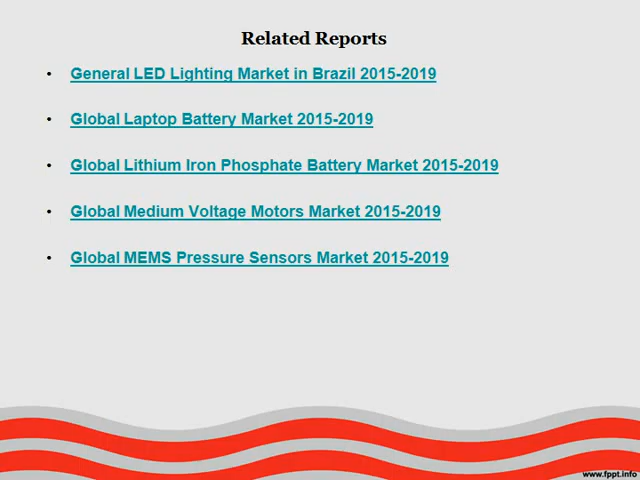 Related Reports
• General LED Lighting Market in Brazil 2015-2019
• Global Laptop Battery Market 2015-2019
• Global Lithium Iron Phosphate Battery Market 2015-2019
• Global Medium Voltage Motors Market 2015-2019
• Global MEMS Pressure Sensors Market 2015-2019
www.fppt.info